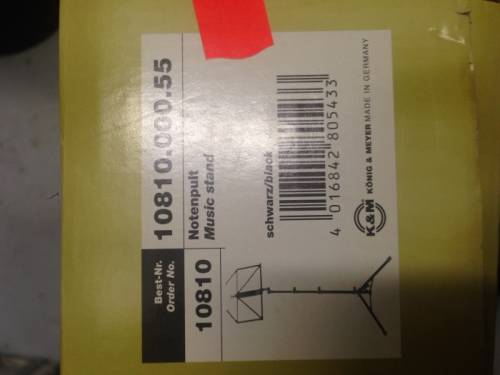 Best-Nr.
Order No.
10810.000.55
10810
Notenpult
Music stand
schwarz/black
4 016842 805433
K&M
KÖNIG & MEYER MADE IN GERMANY